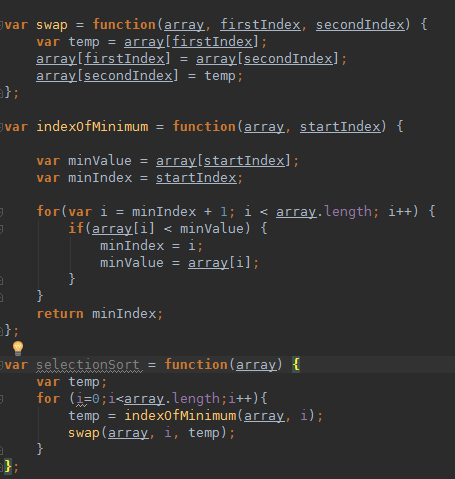 var swap = function(array, firstIndex, secondIndex) {
    var temp = array[firstIndex];
    array[firstIndex] = array[secondIndex];
    array[secondIndex] = temp;
};

var indexOfMinimum = function(array, startIndex) {

    var minValue = array[startIndex];
    var minIndex = startIndex;

    for(var i = minIndex + 1; i < array.length; i++) {
        if(array[i] < minValue) {
            minIndex = i;
            minValue = array[i];
        }
    }
    return minIndex;
};

var selectionSort = function(array) {
    var temp;
    for (i=0;i<array.length;i++){
        temp = indexOfMinimum(array, i);
        swap(array, i, temp);
    }
};